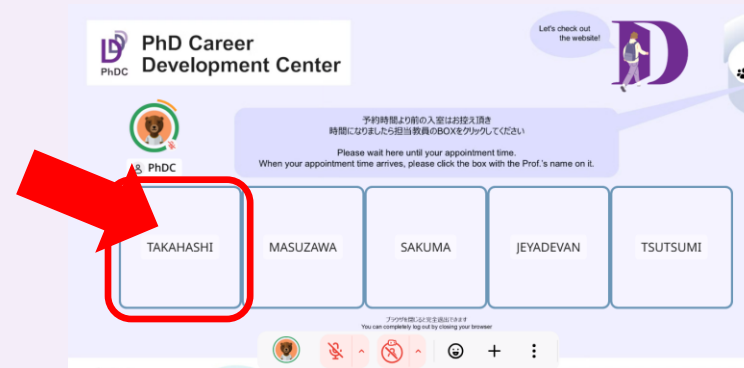 PhD Career
Development Center
PhDC
Let's check out
the website!
予約時間より前の入室はお控え頂き
時間になりましたら担当教員のBOXをクリックしてください
Please wait here until your appointment time.
When your appointment time arrives, please click the box with the Prof.'s name on it.
PhDC
TAKAHASHI
MASUZAWA
SAKUMA
JEYADEVAN
TSUTSUMI
ブラウザを閉じると完全退出できます
You can completely log out by closing your browser